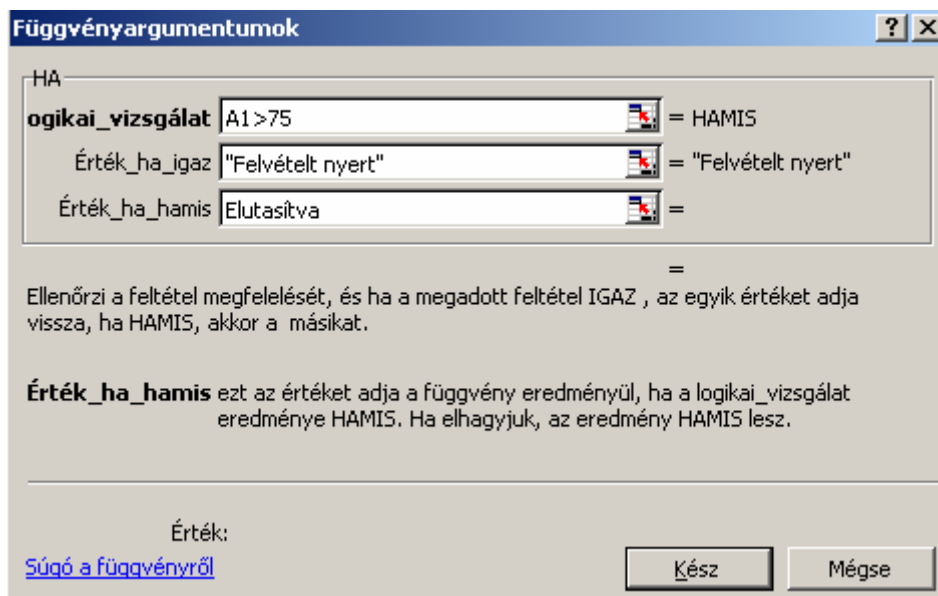 Függvényargumentumok
HA
ogikai_vizsgálat A1>75 = HAMIS
Érték_ha_igaz "Felvételt nyert" = "Felvételt nyert"
Érték_ha_hamis Elutasítva =
=
Ellenőrzi a feltétel megfelelését, és ha a megadott feltétel IGAZ , az egyik értéket adja
vissza, ha HAMIS, akkor a másikat.
Érték_ha_hamis ezt az értéket adja a függvény eredményül, ha a logikai_vizsgálat
eredménye HAMIS. Ha elhagyjuk, az eredmény HAMIS lesz.
Érték:
Súgó a függvényről
Kész
Mégse